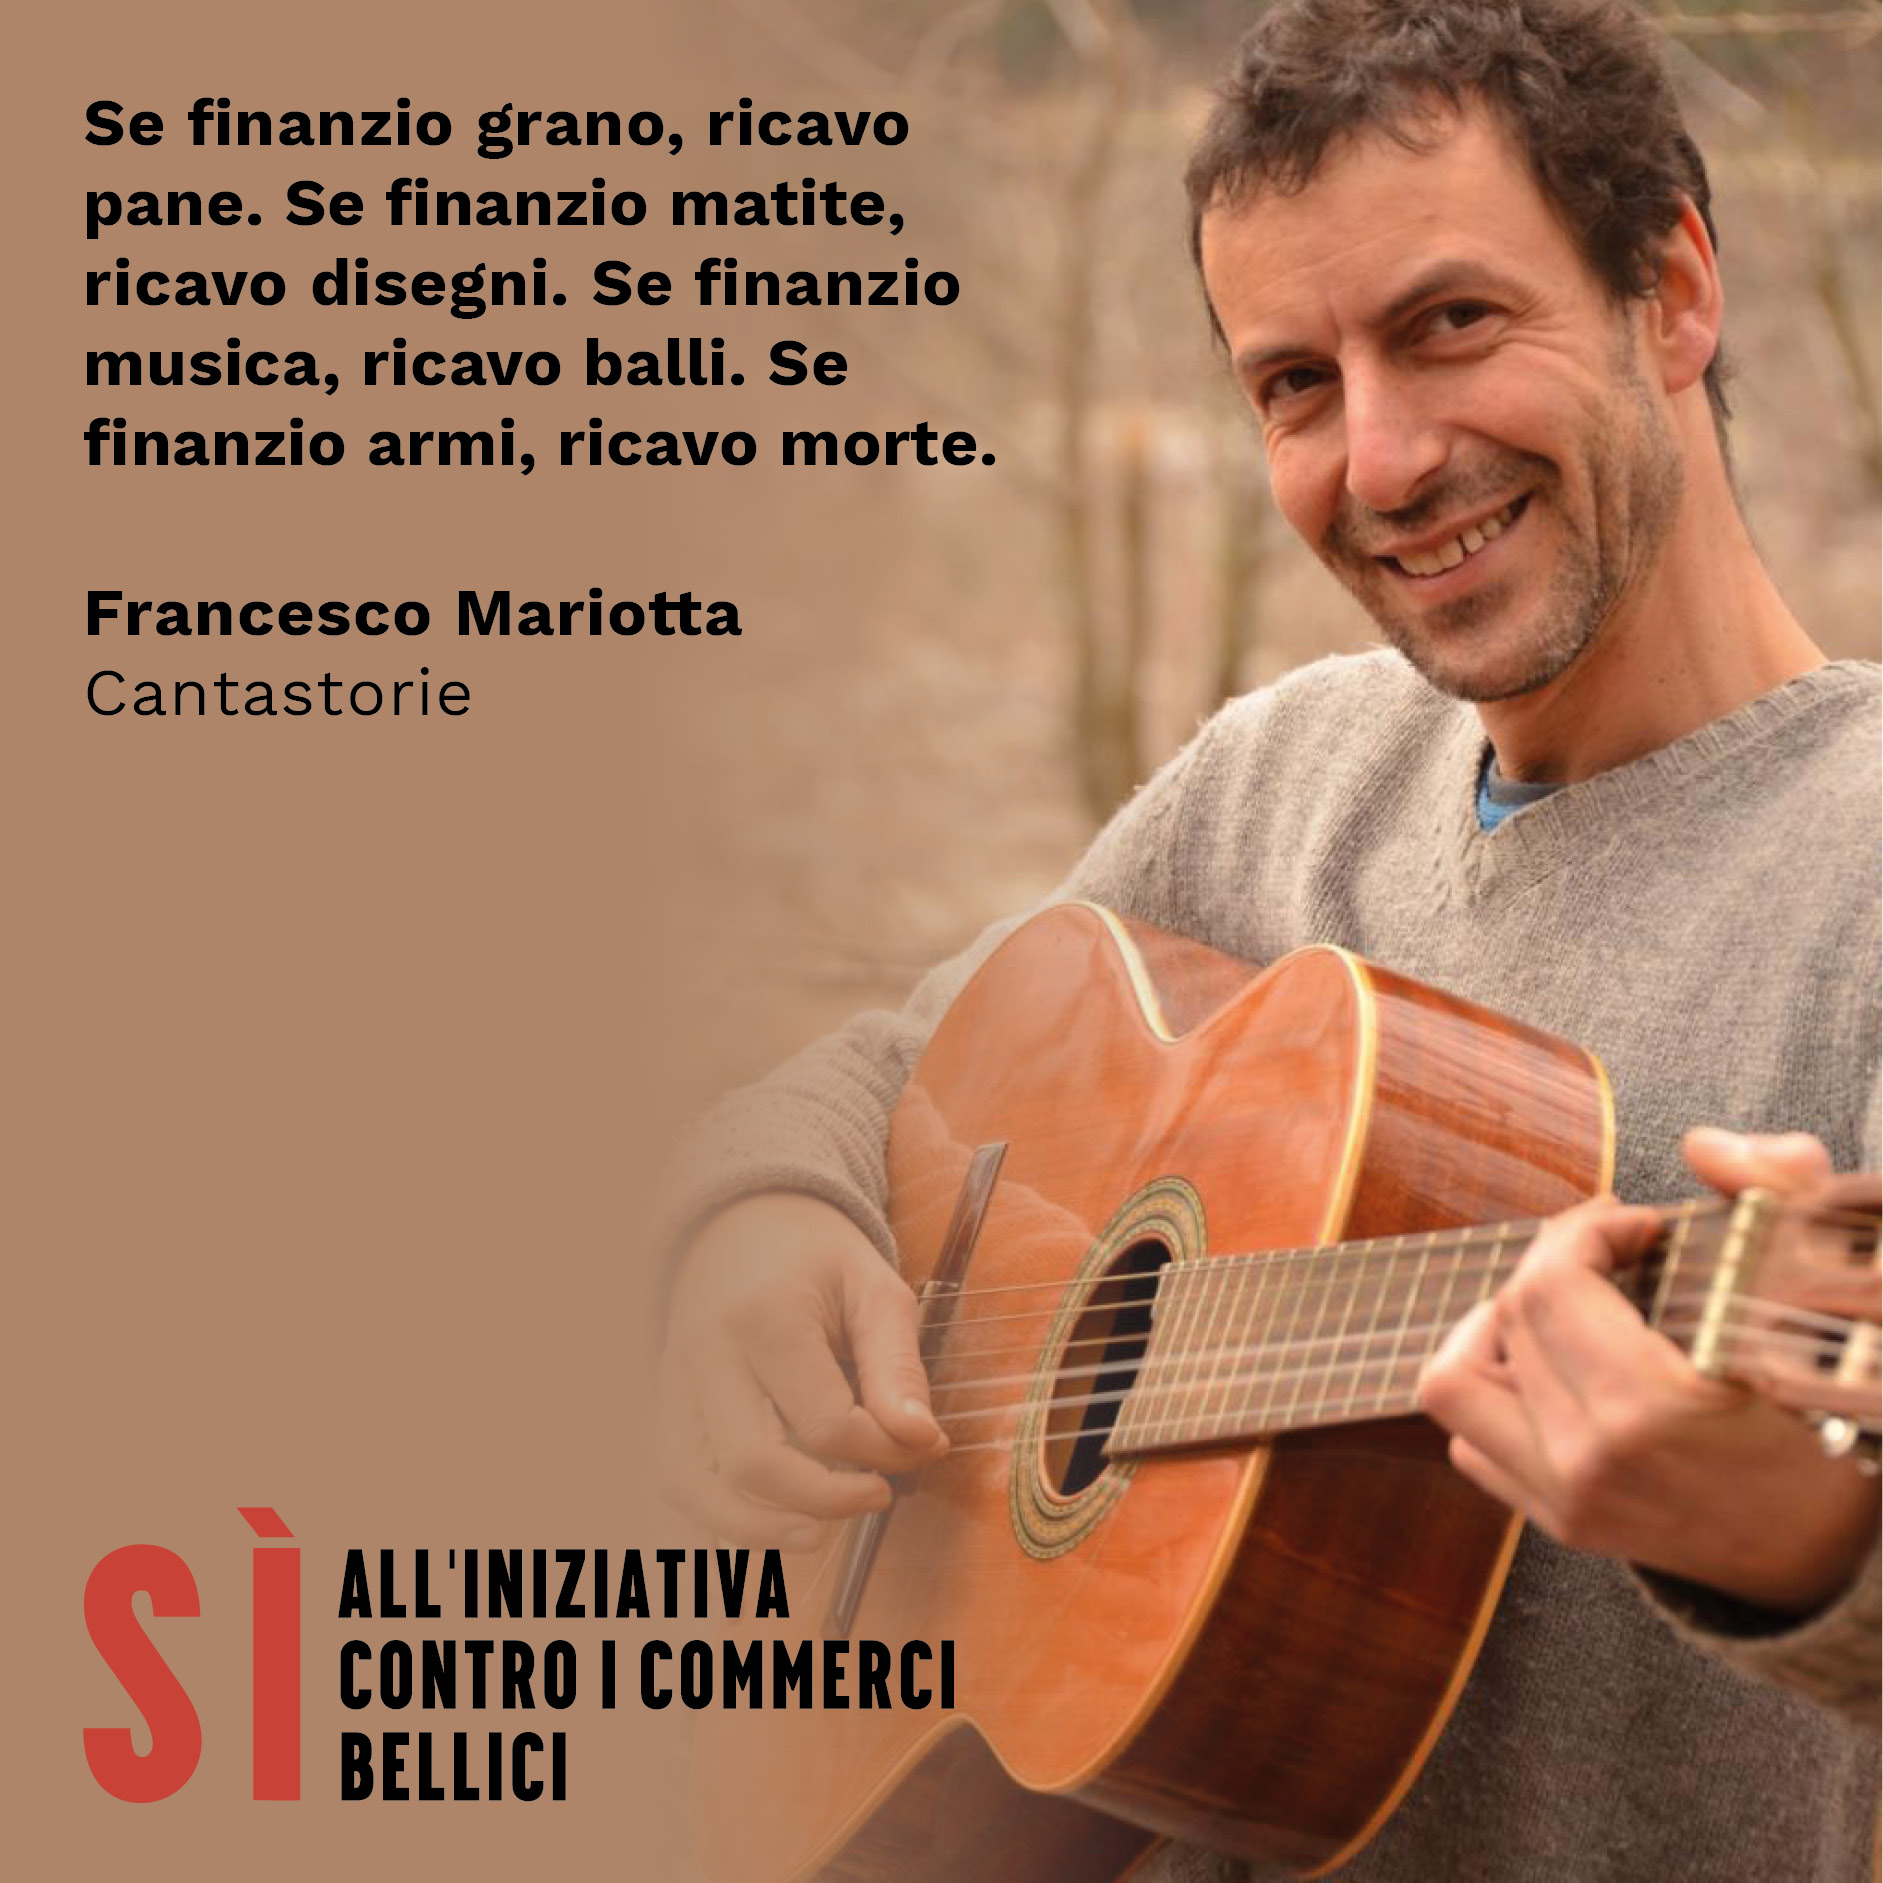 Se finanzio grano, ricavo
pane. Se finanzio matite,
ricavo disegni. Se finanzio
musica, ricavo balli. Se
finanzio armi, ricavo morte.
Francesco Mariotta
Cantastorie
SÌ ALL'INIZIATIVA
CONTRO I COMMERCI
BELLICI